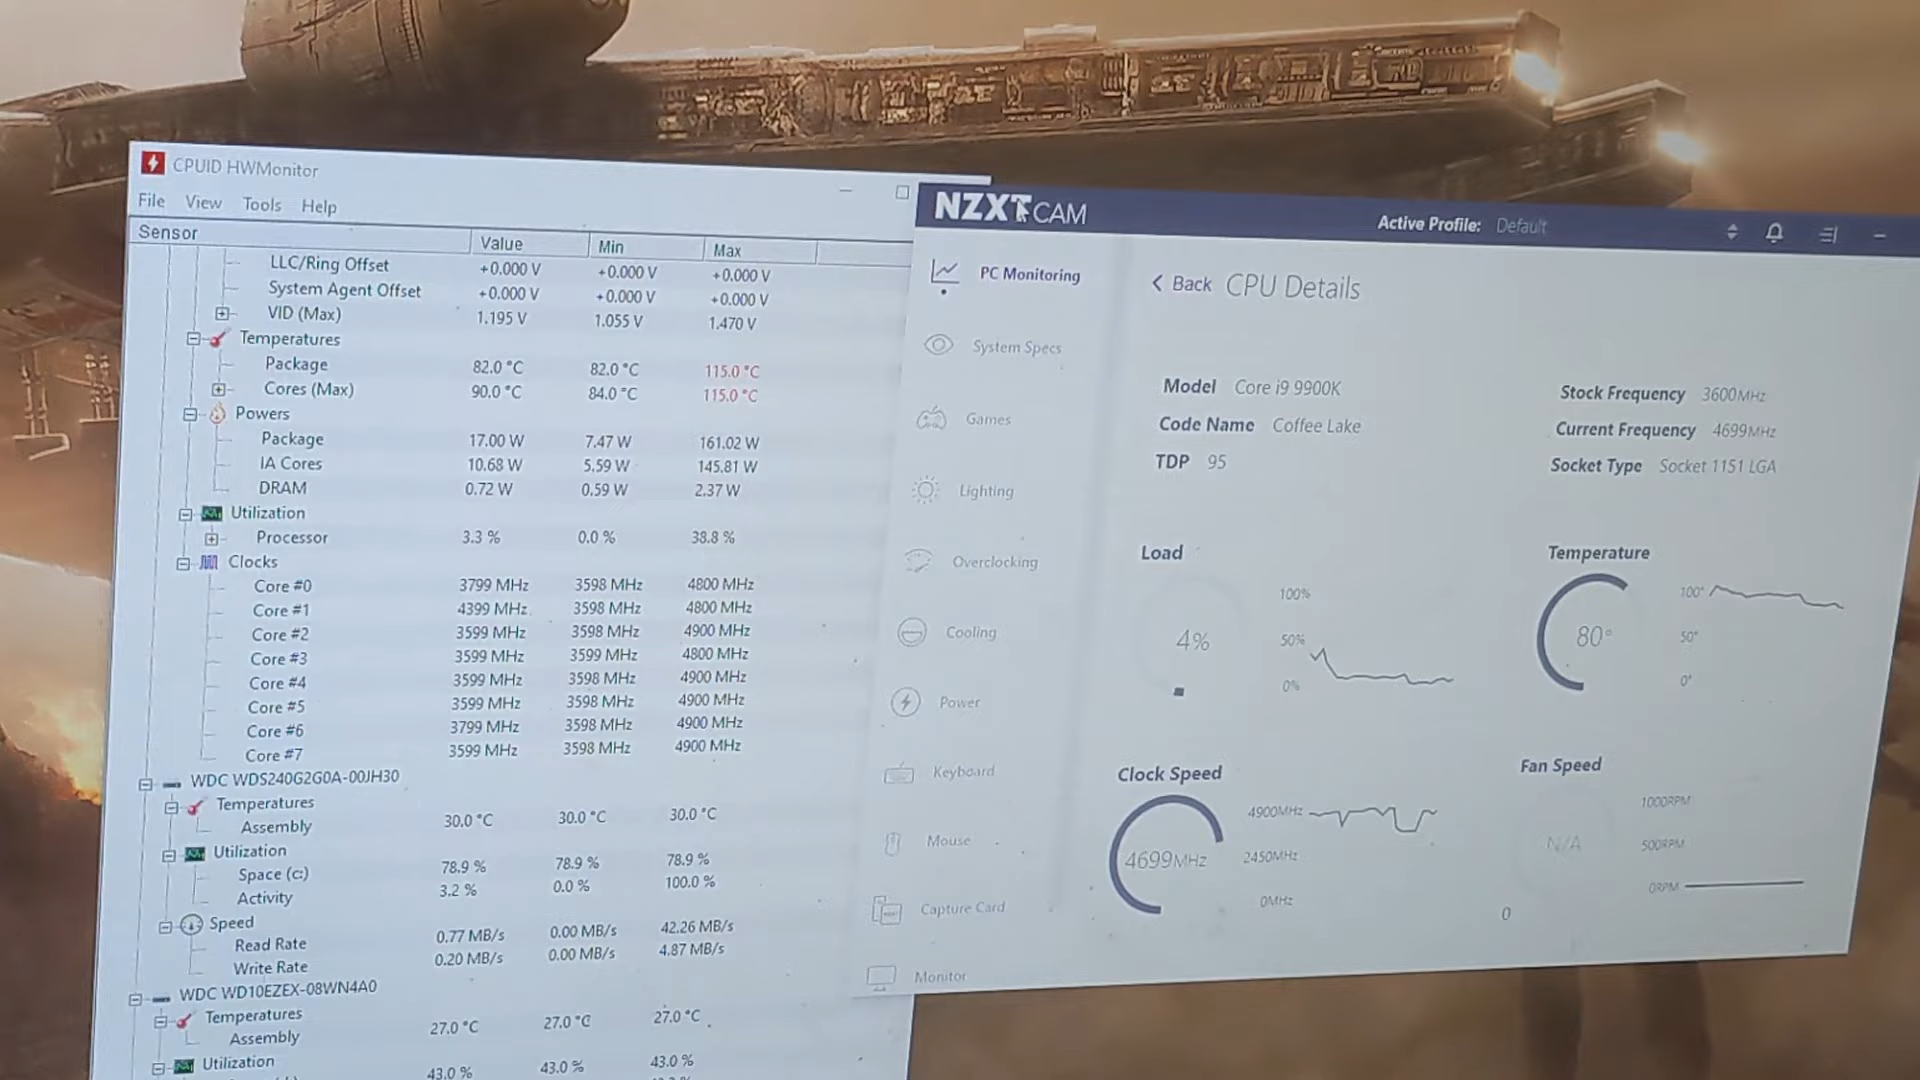 CPUID HWMonitor
File View Tools Help
Sensor Value Min Max
LLC/Ring Offset +0.000 V +0.000 V +0.000 V
System Agent Offset +0.000 V +0.000 V +0.000 V
VID (Max) 1.195 V 1.055 V 1.470 V
Temperatures
Package 82.0 °C 82.0 °C 115.0 °C
Cores (Max) 90.0 °C 84.0 °C 115.0 °C
Powers
Package 17.00 W 7.47 W 161.02 W
IA Cores 10.68 W 5.59 W 145.81 W
DRAM 0.72 W 0.59 W 2.37 W
Utilization
Processor 3.3 % 0.0 % 38.8 %
Clocks
Core #0 3799 MHz 3598 MHz 4800 MHz
Core #1 4399 MHz 3598 MHz 4800 MHz
Core #2 3599 MHz 3598 MHz 4900 MHz
Core #3 3599 MHz 3599 MHz 4800 MHz
Core #4 3599 MHz 3598 MHz 4900 MHz
Core #5 3599 MHz 3598 MHz 4900 MHz
Core #6 3799 MHz 3598 MHz 4900 MHz
Core #7 3599 MHz 3598 MHz 4900 MHz
WDC WDS240G2G0A-00JH30
Temperatures
Assembly 30.0 °C 30.0 °C 30.0 °C
Utilization
Space (c:) 78.9 % 78.9 % 78.9 %
Activity 3.2 % 0.0 % 100.0 %
Speed
Read Rate 0.77 MB/s 0.00 MB/s 42.26 MB/s
Write Rate 0.20 MB/s 0.00 MB/s 4.87 MB/s
WDC WD10EZEX-08WN4A0
Temperatures
Assembly 27.0 °C 27.0 °C 27.0 °C
Utilization
43.0 % 43.0 % 43.0 %
NZXT CAM
Active Profile: Default
PC Monitoring
System Specs
Games
Lighting
Overclocking
Cooling
Power
Keyboard
Mouse
Capture Card
Monitor
Back CPU Details
Model Core i9 9900K
Code Name Coffee Lake
TDP 95
Stock Frequency 3600MHz
Current Frequency 4699MHz
Socket Type Socket 1151 LGA
Load
4%
100%
50%
0%
Temperature
80°
100°
50°
0°
Clock Speed
4699MHz
4900MHz
2450MHz
0MHz
Fan Speed
N/A
1000RPM
500RPM
0RPM
0